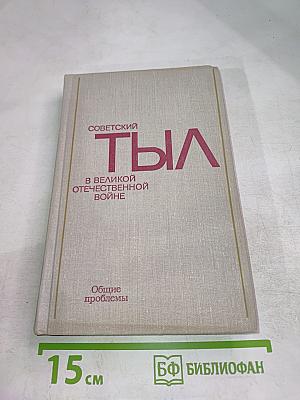 СОВЕТСКИЙ
ТЫЛ
В ВЕЛИКОЙ
ОТЕЧЕСТВЕННОЙ
ВОЙНЕ
Общие
проблемы
15 см
БФ БИБЛИОФАН